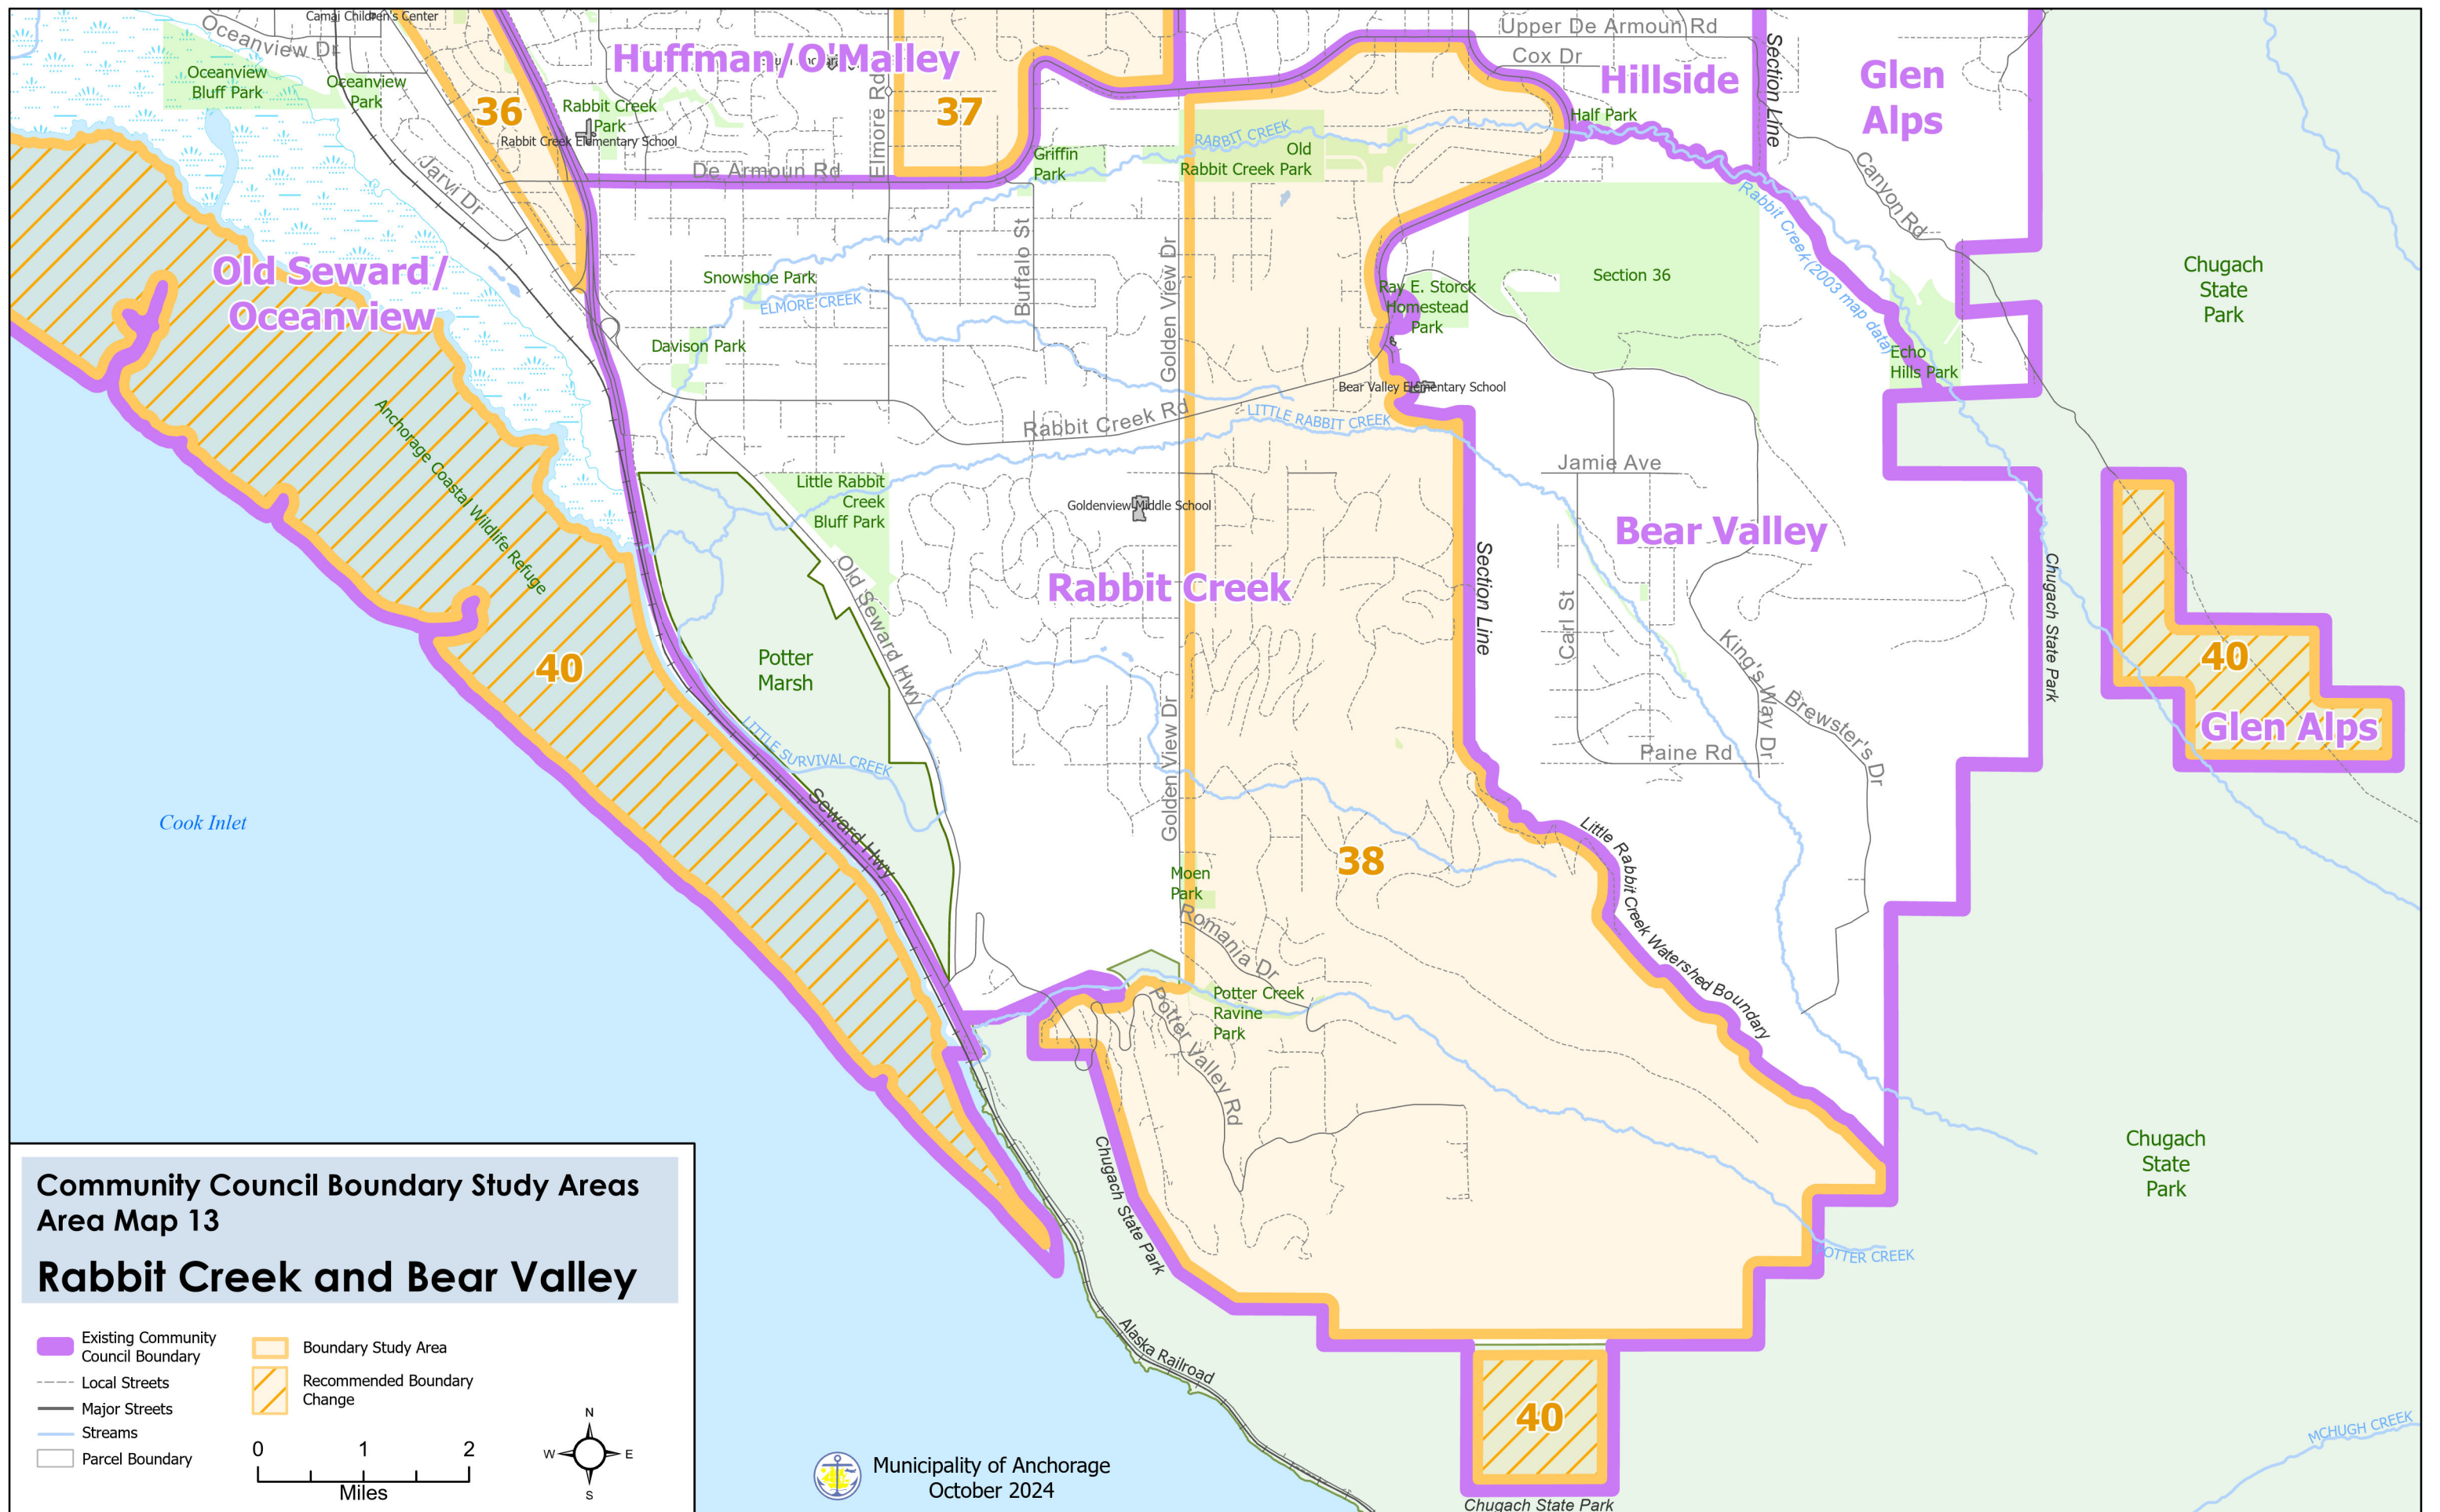 Camai Children's Center
Oceanview Dr
Oceanview
Bluff Park
Oceanview
Park
36
Huffman/O'Malley
Rabbit Creek
Park
Rabbit Creek Elementary School
Elmore Rd
37
De Armoun Rd
Jarvi Dr
Griffin
Park
RABBIT CREEK
Old
Rabbit Creek Park
Upper De Armoun Rd
Cox Dr
Hillside
Half Park
Section Line
Glen
Alps
Canyon Rd
Rabbit Creek (2003 map data)
Chugach
State
Park
Old Seward/
Oceanview
Snowshoe Park
ELMORE CREEK
Buffalo St
Golden View Dr
Davison Park
Ray E. Storck
Homestead
Park
Section 36
Echo
Hills Park
Bear Valley Elementary School
Rabbit Creek Rd
LITTLE RABBIT CREEK
Anchorage Coastal Wildlife Refuge
Jamie Ave
Little Rabbit
Creek
Bluff Park
Goldenview Middle School
Bear Valley
Rabbit Creek
Old Seward Hwy
Section Line
Carl St
Chugach State Park
40
Potter
Marsh
40
King's Way Dr
Brewster's Dr
Glen Alps
Golden View Dr
Paine Rd
LITTLE SURVIVAL CREEK
Seward Hwy
Cook Inlet
38
Little Rabbit Creek Watershed Boundary
Moen
Park
Romania Dr
Potter Creek
Ravine
Park
Potter Valley Rd
Chugach State Park
Chugach
State
Park
POTTER CREEK
Alaska Railroad
40
Chugach State Park
MCHUGH CREEK
Community Council Boundary Study Areas
Area Map 13
Rabbit Creek and Bear Valley
Existing Community
Council Boundary
Local Streets
Major Streets
Streams
Parcel Boundary
Boundary Study Area
Recommended Boundary
Change
0 1 2
Miles
N
W E
S
Municipality of Anchorage
October 2024